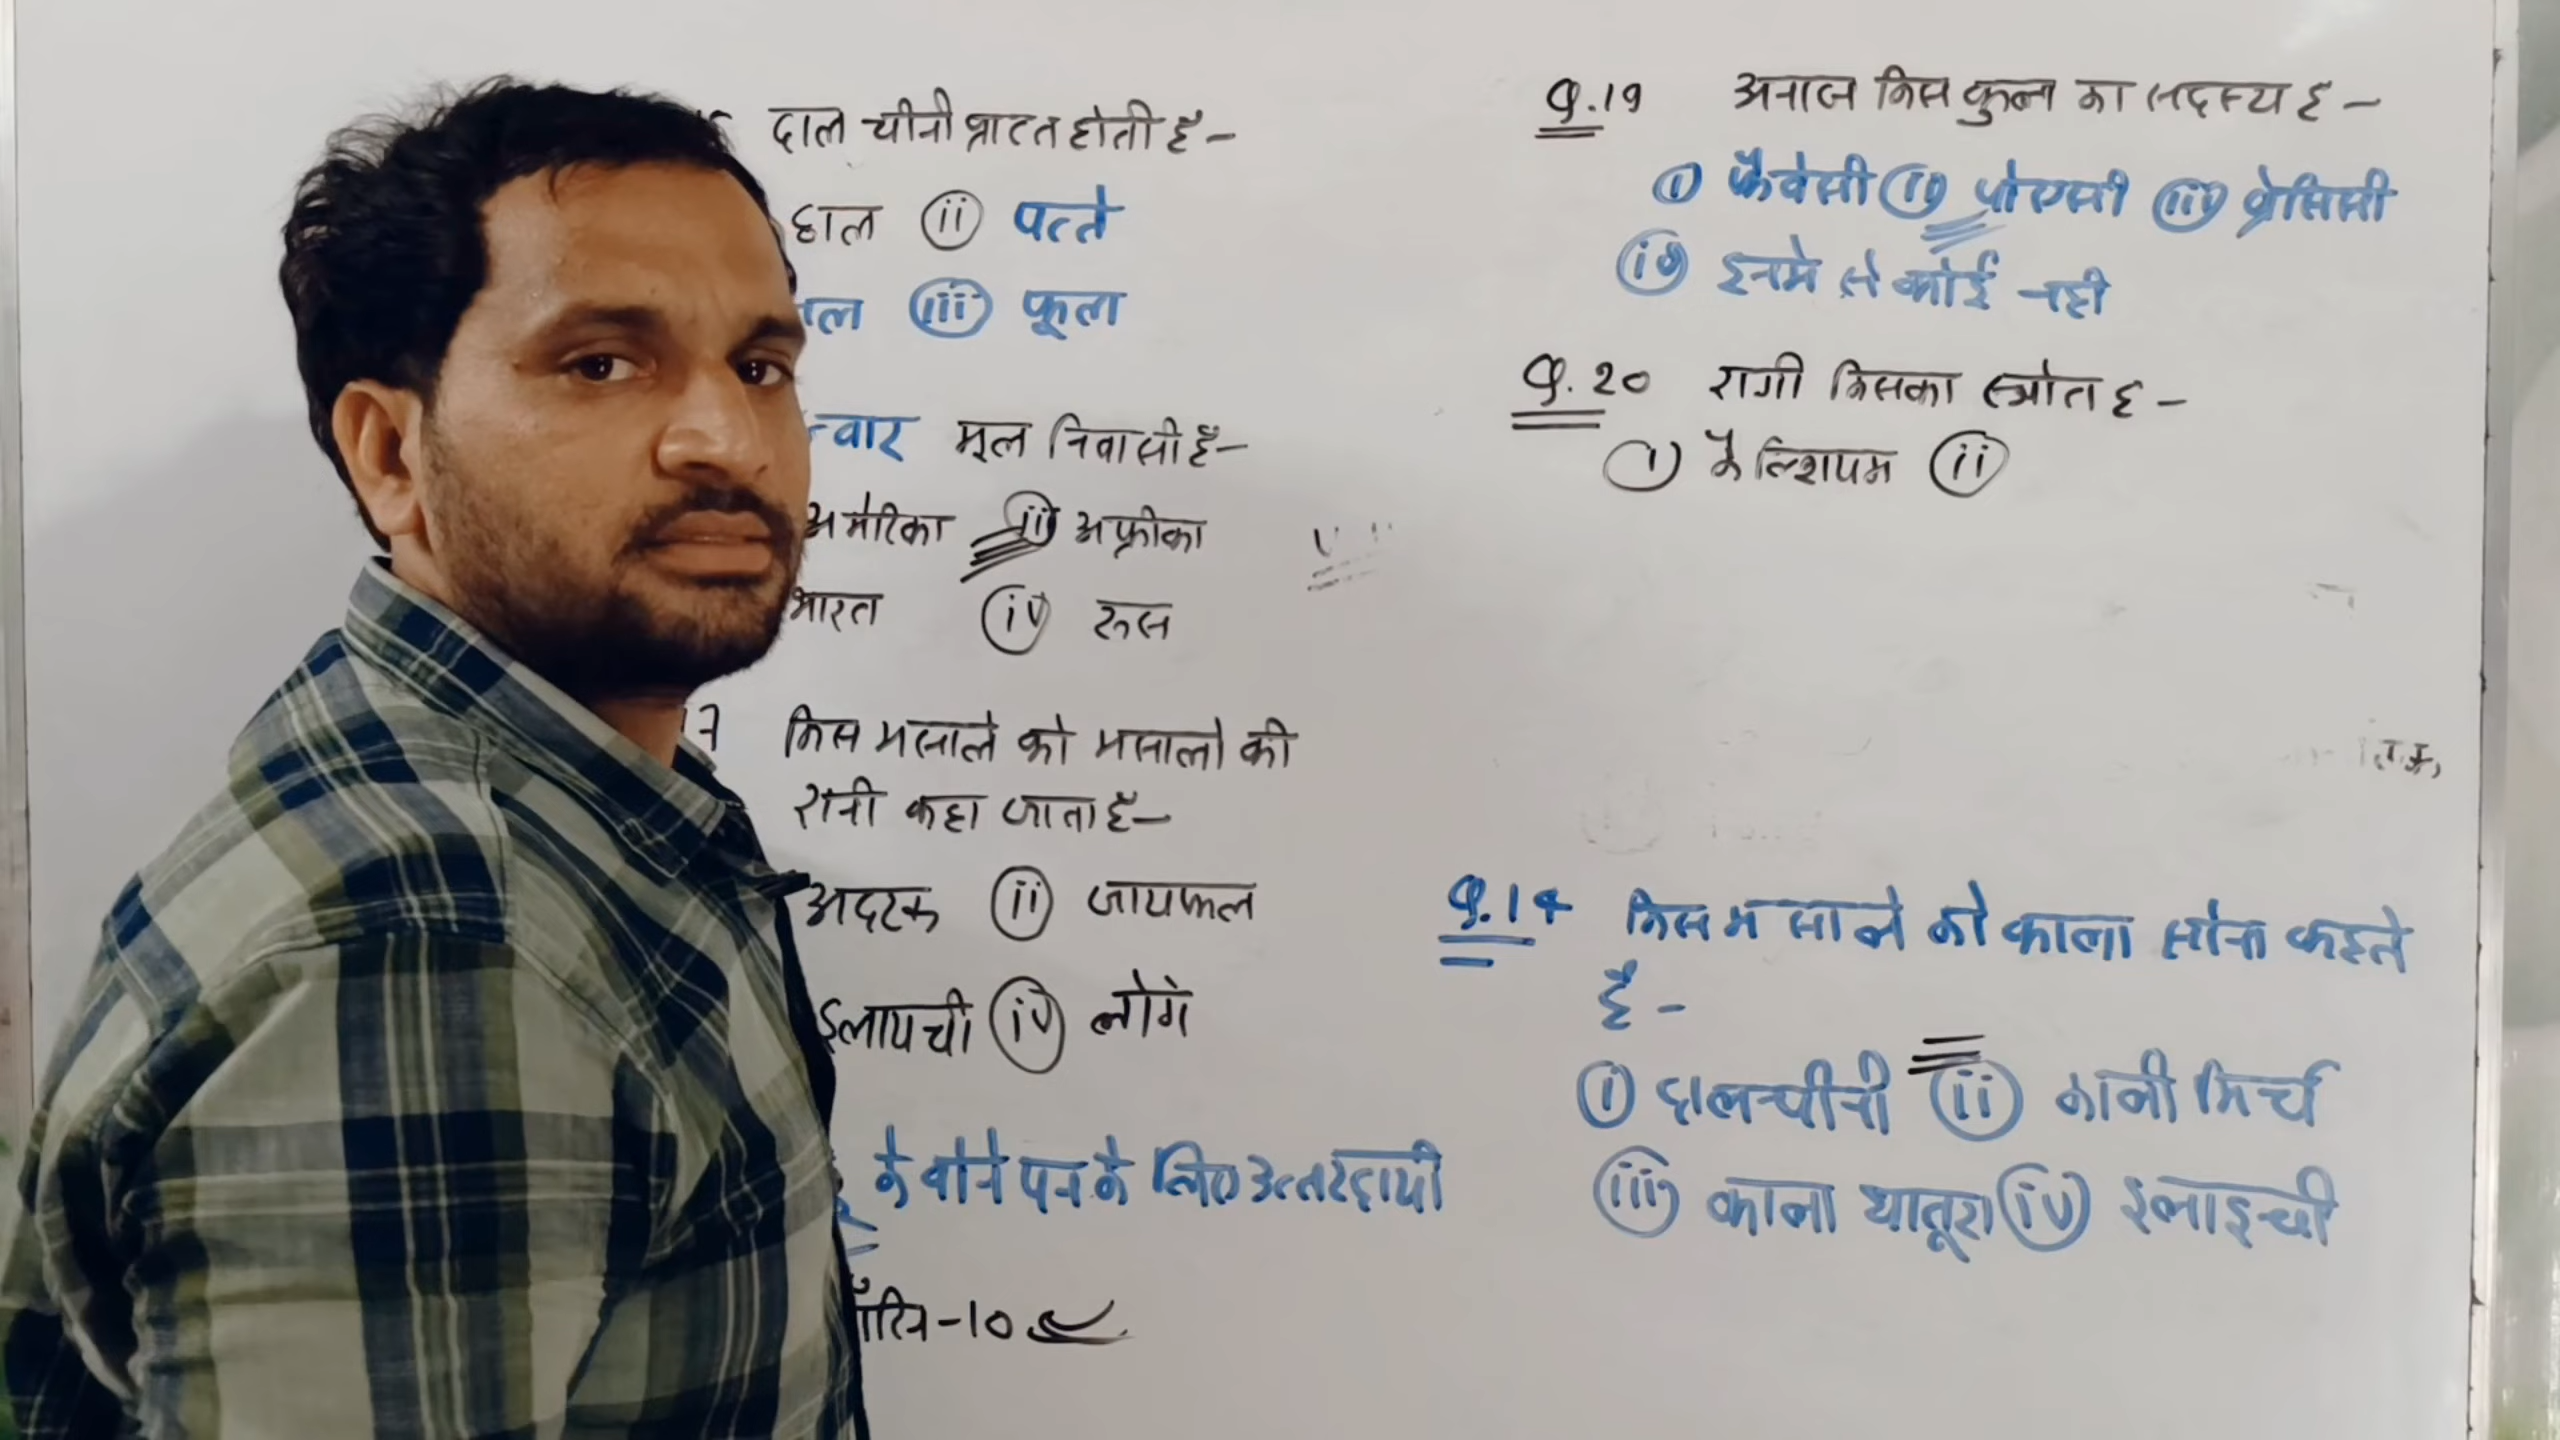 दाल चीनी प्राप्त होती है-
छाल (ii) पत्ते
(iii) फूल
मूल निवासी है-
अमेरिका (ii) अफ्रीका
भारत (iv) रूस
7 किस मसाले को मसालो की
रानी कहा जाता है-
अदरक (ii) जायफल
इलायची (iv) लोंग
के बोने पन के लिए उत्तरदायी
-10
Q.19 अनाज किस कुल का सदस्य है -
(i) फैवेसी (ii) पोएसी (iii) ब्रेसिसी
(iv) इनमे से कोई नही
Q.20 रागी किसका स्त्रोत है -
(i) कैल्शियम (ii)
Q.14 किस मसाले को काला सोना कहते
है -
(i) दालचीनी (ii) काली मिर्च
(iii) काला धातूरा (iv) इलाइची